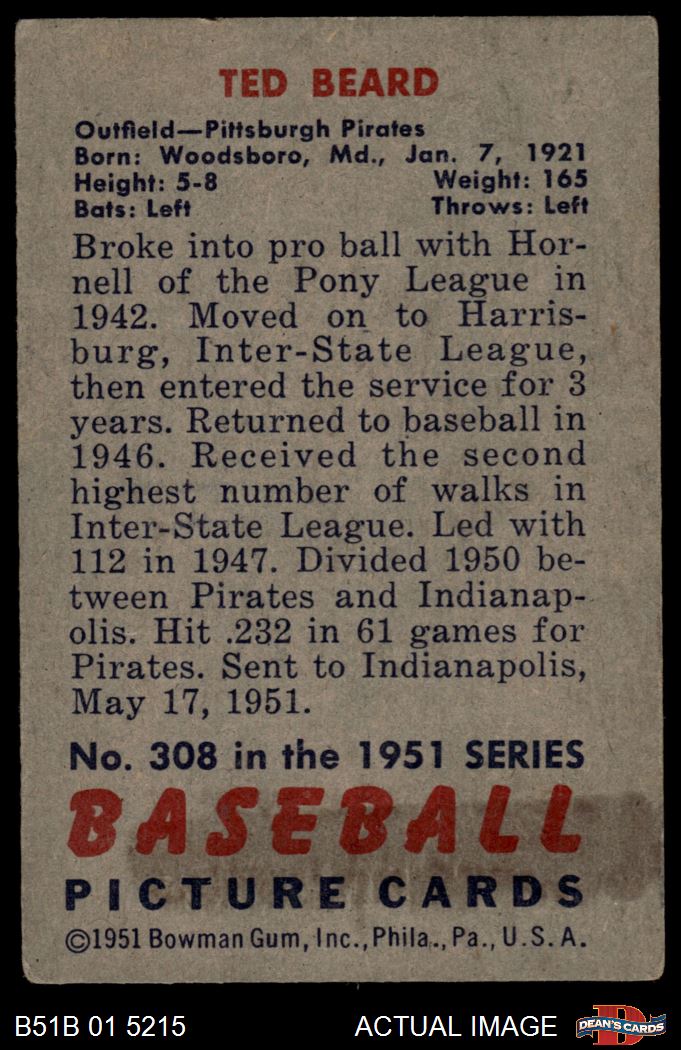 TED BEARD
Outfield—Pittsburgh Pirates
Born: Woodsboro, Md., Jan. 7, 1921
Height: 5-8 Weight: 165
Bats: Left Throws: Left
Broke into pro ball with Hor-
nell of the Pony League in
1942. Moved on to Harris-
burg, Inter-State League,
then entered the service for 3
years. Returned to baseball in
1946. Received the second
highest number of walks in
Inter-State League. Led with
112 in 1947. Divided 1950 be-
tween Pirates and Indianap-
olis. Hit .232 in 61 games for
Pirates. Sent to Indianapolis,
May 17, 1951.
No. 308 in the 1951 SERIES
BASEBALL
PICTURE CARDS
©1951 Bowman Gum, Inc., Phila., Pa., U.S.A.
B51B 01 5215 ACTUAL IMAGE D DEAN'S CARDS